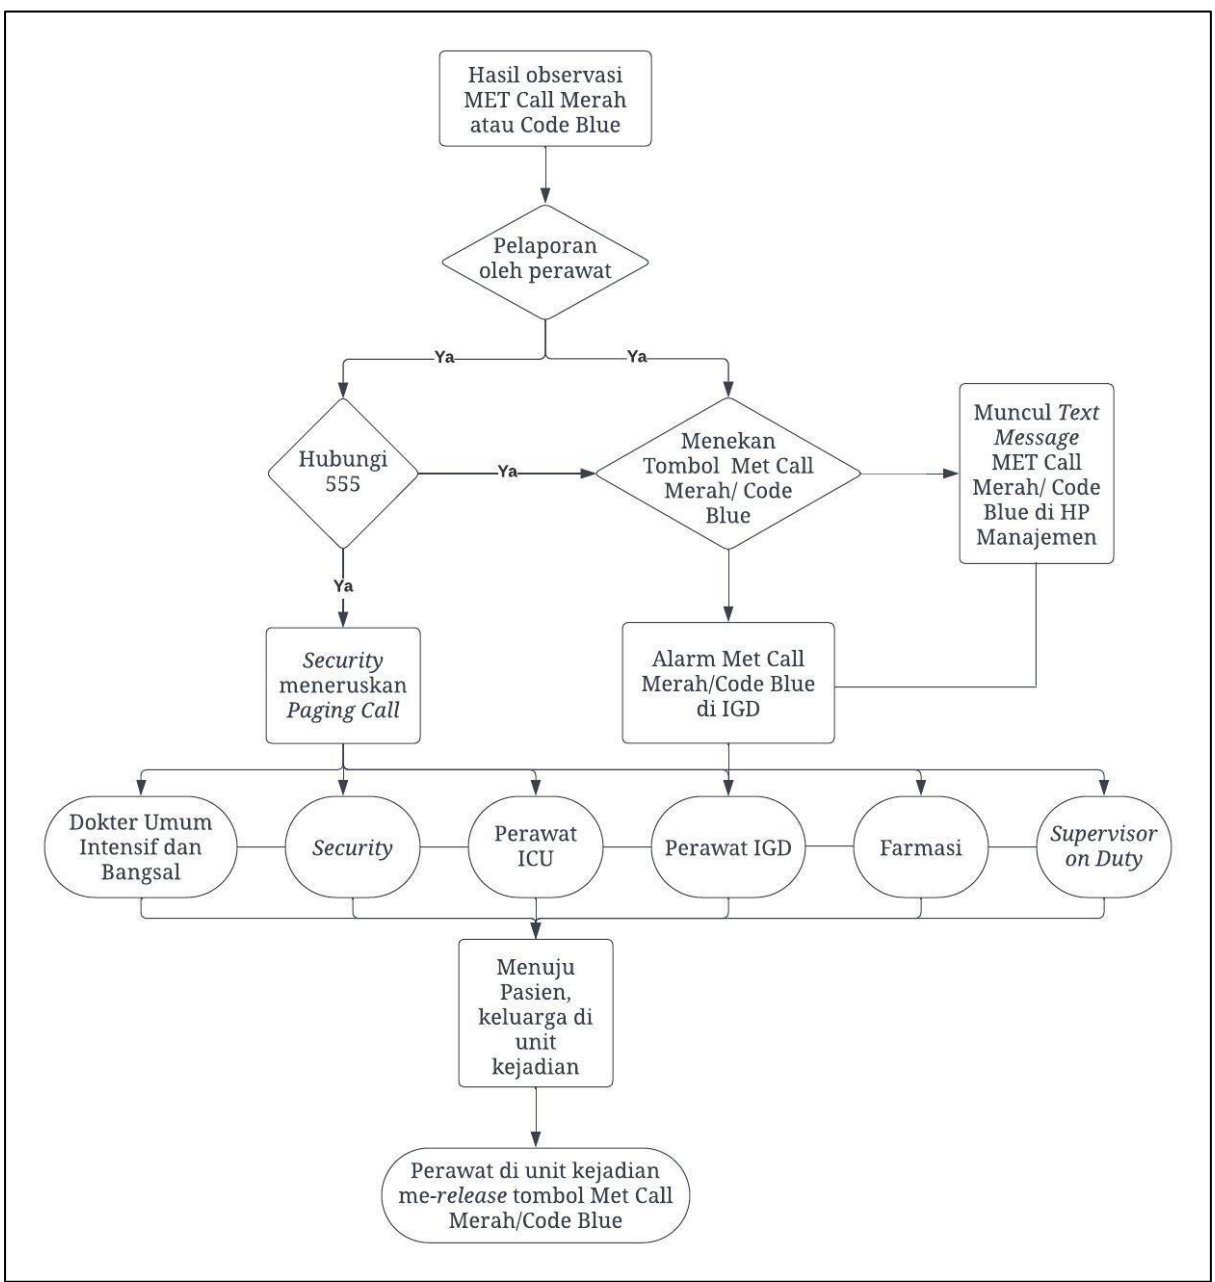 Hasil observasi
MET Call Merah
atau Code Blue
Pelaporan
oleh perawat
Ya
Ya
Hubungi
555
Ya
Menekan
Tombol Met Call
Merah/ Code
Blue
Muncul Text
Message
MET Call
Merah/ Code
Blue di HP
Manajemen
Ya
Security
meneruskan
Paging Call
Alarm Met Call
Merah/Code Blue
di IGD
Dokter Umum
Intensif dan
Bangsal
Security
Perawat
ICU
Perawat IGD
Farmasi
Supervisor
on Duty
Menuju
Pasien,
keluarga di
unit
kejadian
Perawat di unit kejadian
me-release tombol Met Call
Merah/Code Blue